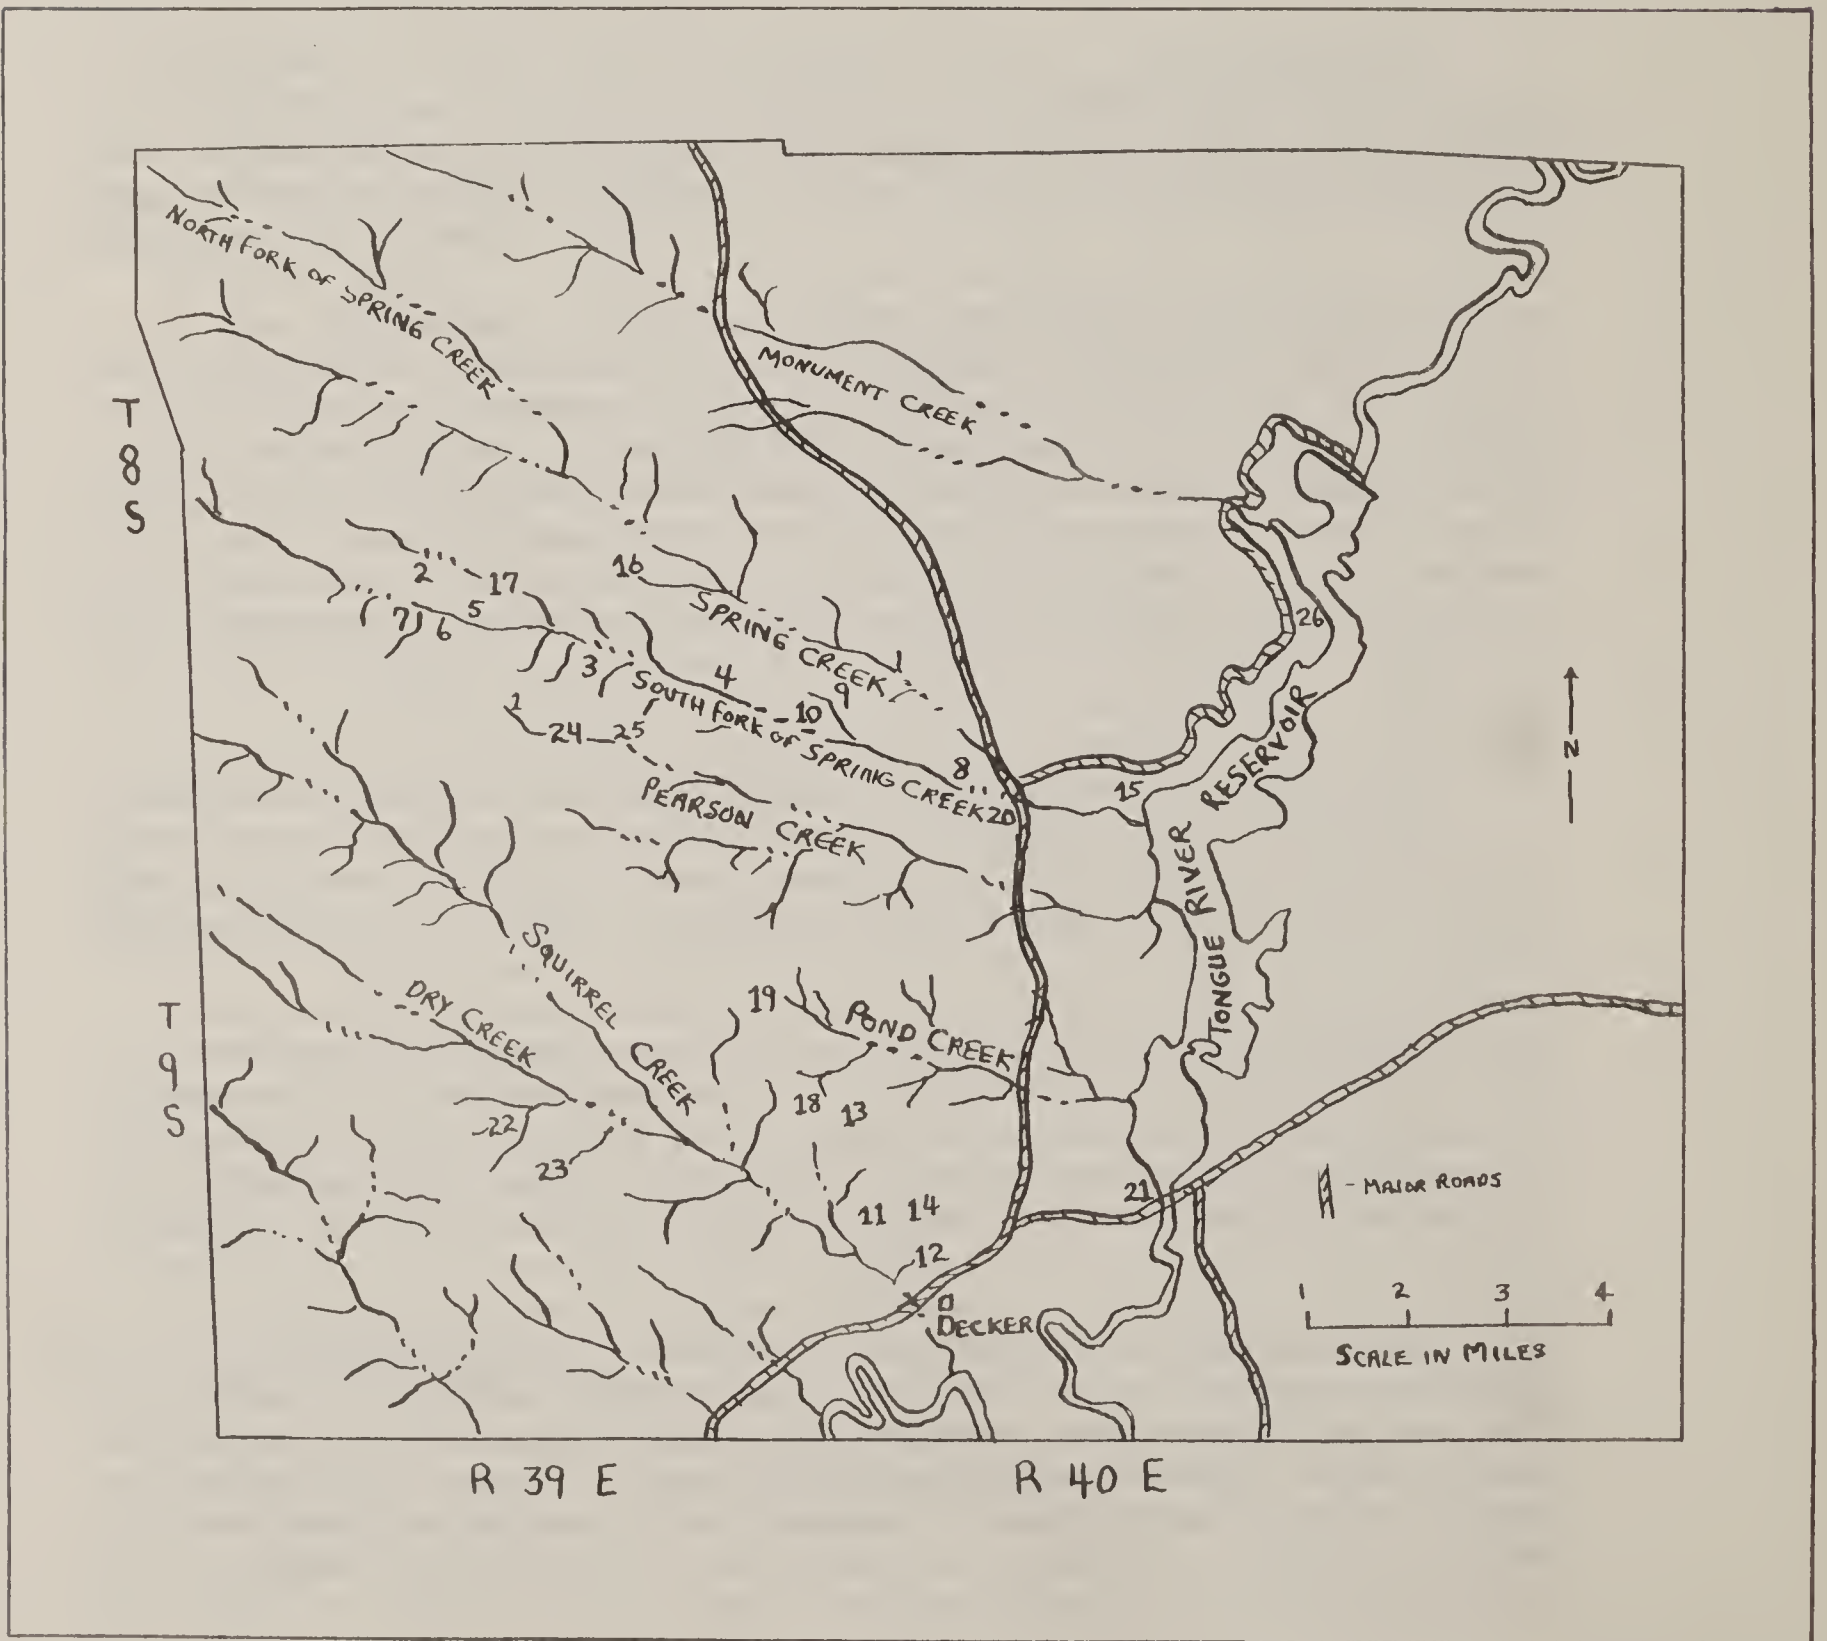 NORTH FORK OF SPRING CREEK
MONUMENT CREEK
T
8
S
16
2
17
5
7
6
SPRING CREEK
26
3
4
9
SOUTH FORK OF SPRING CREEK
10
1
24
25
8
20
15
PEARSON CREEK
TONGUE RIVER RESERVOIR
N
SQUIRREL CREEK
DRY CREEK
19
POND CREEK
T
9
S
18
13
22
23
21
11
14
12
- MAJOR ROADS
DECKER
1 2 3 4
SCALE IN MILES
R 39 E
R 40 E